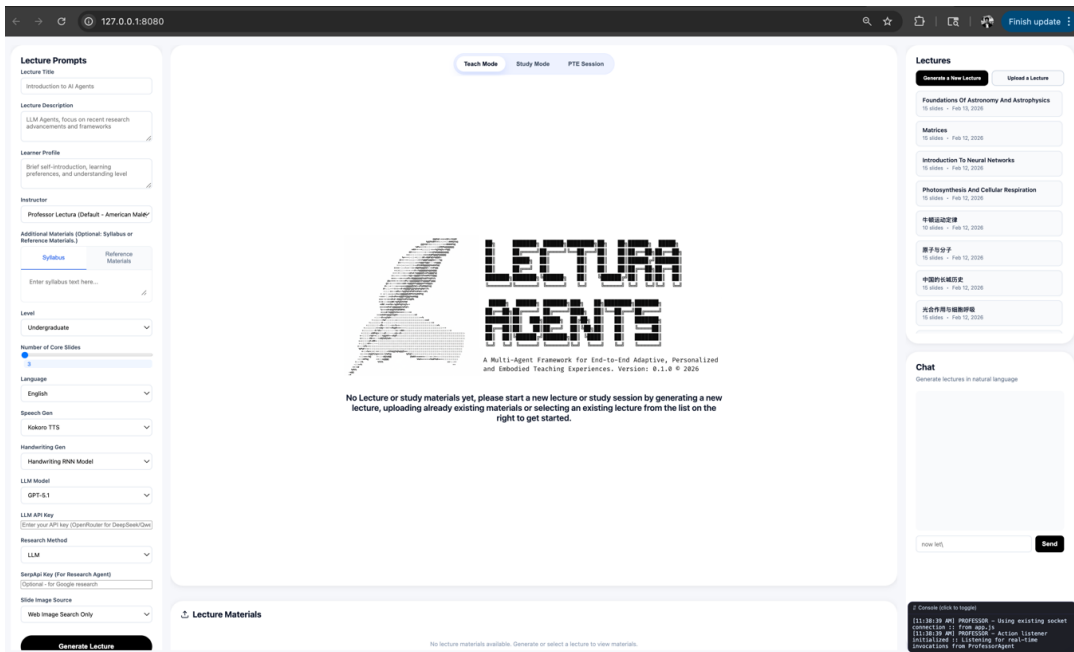 127.0.0.1:8080
Finish update
Lecture Prompts
Lecture Title
Introduction to AI Agents
Lecture Description
LLM Agents, focus on recent research
advancements and frameworks
Learner Profile
Brief self-introduction, learning
preferences, and understanding level
Instructor
Professor Lectura (Default - American Male
Additional Materials (Optional: Syllabus or
Reference Materials.)
Syllabus
Reference
Materials
Enter syllabus text here...
Level
Undergraduate
Number of Core Slides
3
Language
English
Speech Gen
Kokoro TTS
Handwriting Gen
Handwriting RNN Model
LLM Model
GPT-5.1
LLM API Key
Enter your API key (OpenRouter for DeepSeek/Qwe
Research Method
LLM
SerpApi Key (For Research Agent)
Optional - for Google research
Slide Image Source
Web Image Search Only
Generate Lecture
Teach Mode
Study Mode
PTE Session
LECTURA
AGENTS
A Multi-Agent Framework for End-to-End Adaptive, Personalized
and Embodied Teaching Experiences. Version: 0.1.0 © 2026
No Lecture or study materials yet, please start a new lecture or study session by generating a new
lecture, uploading already existing materials or selecting an existing lecture from the list on the
right to get started.
Lecture Materials
No lecture materials available. Generate or select a lecture to view materials.
Lectures
Generate a New Lecture
Upload a Lecture
Foundations Of Astronomy And Astrophysics
15 slides • Feb 13, 2026
Matrices
15 slides • Feb 12, 2026
Introduction To Neural Networks
15 slides • Feb 12, 2026
Photosynthesis And Cellular Respiration
15 slides • Feb 12, 2026
牛顿运动定律
10 slides • Feb 12, 2026
原子与分子
15 slides • Feb 12, 2026
中国的长城历史
15 slides • Feb 12, 2026
光合作用与细胞呼吸
15 slides • Feb 12, 2026
Chat
Generate lectures in natural language
now let\
Send
Console (click to toggle)
[11:38:39 AM] PROFESSOR – Using existing socket
connection :: from app.js
[11:38:39 AM] PROFESSOR – Action listener
initialized :: Listening for real-time
invocations from ProfessorAgent